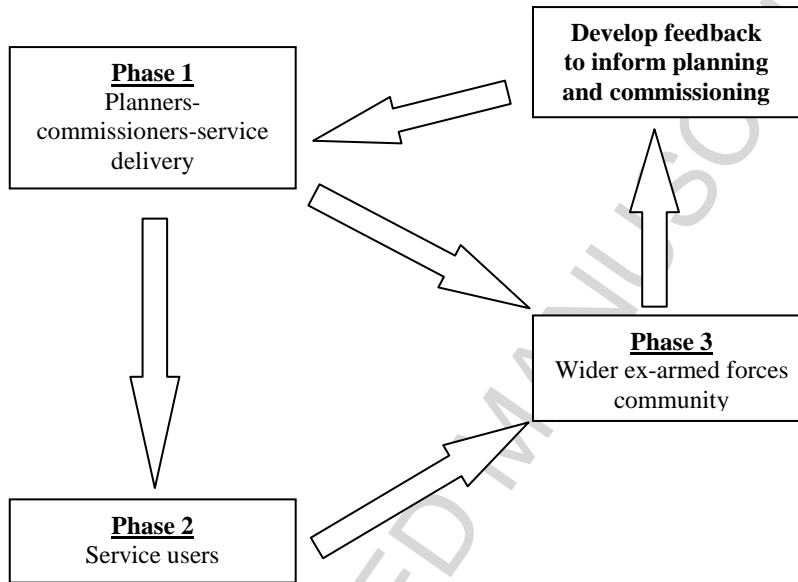 Develop feedback
to inform planning
and commissioning
Phase 1
Planners-
commissioners-service
delivery
Phase 3
Wider ex-armed forces
community
Phase 2
Service users